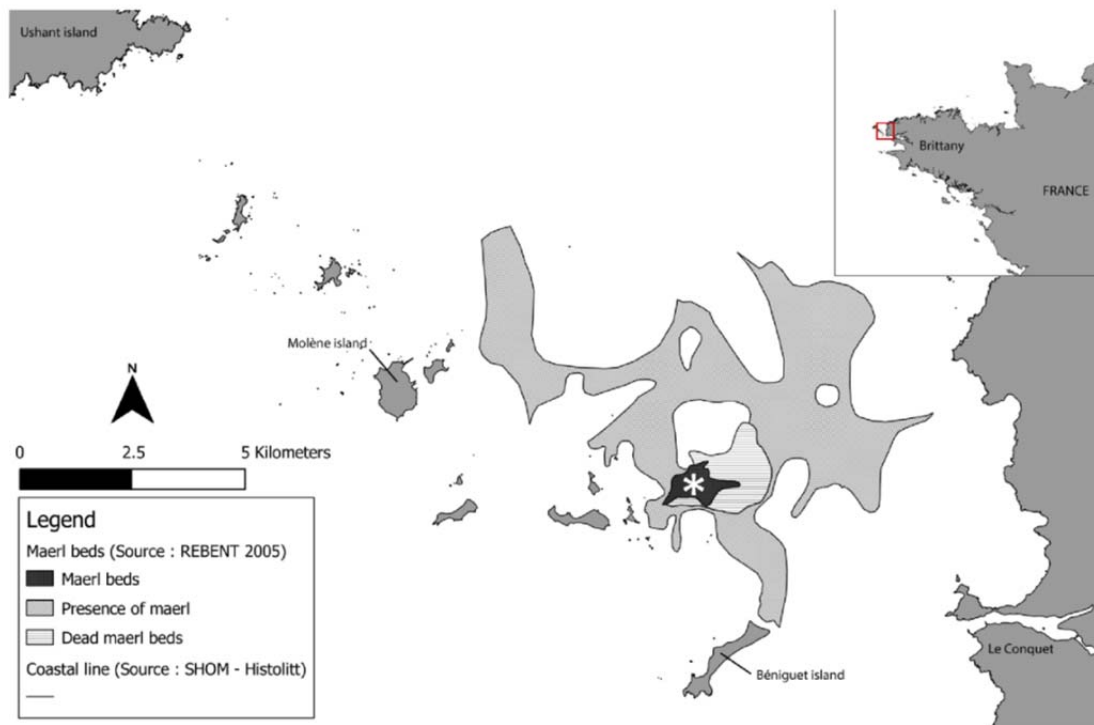 Ushant island
Brittany
FRANCE
Molène island
N
0 2.5 5 Kilometers
Legend
Maerl beds (Source : REBENT 2005)
Maerl beds
Presence of maerl
Dead maerl beds
Coastal line (Source : SHOM - Histolitt)
Le Conquet
Béniguet island